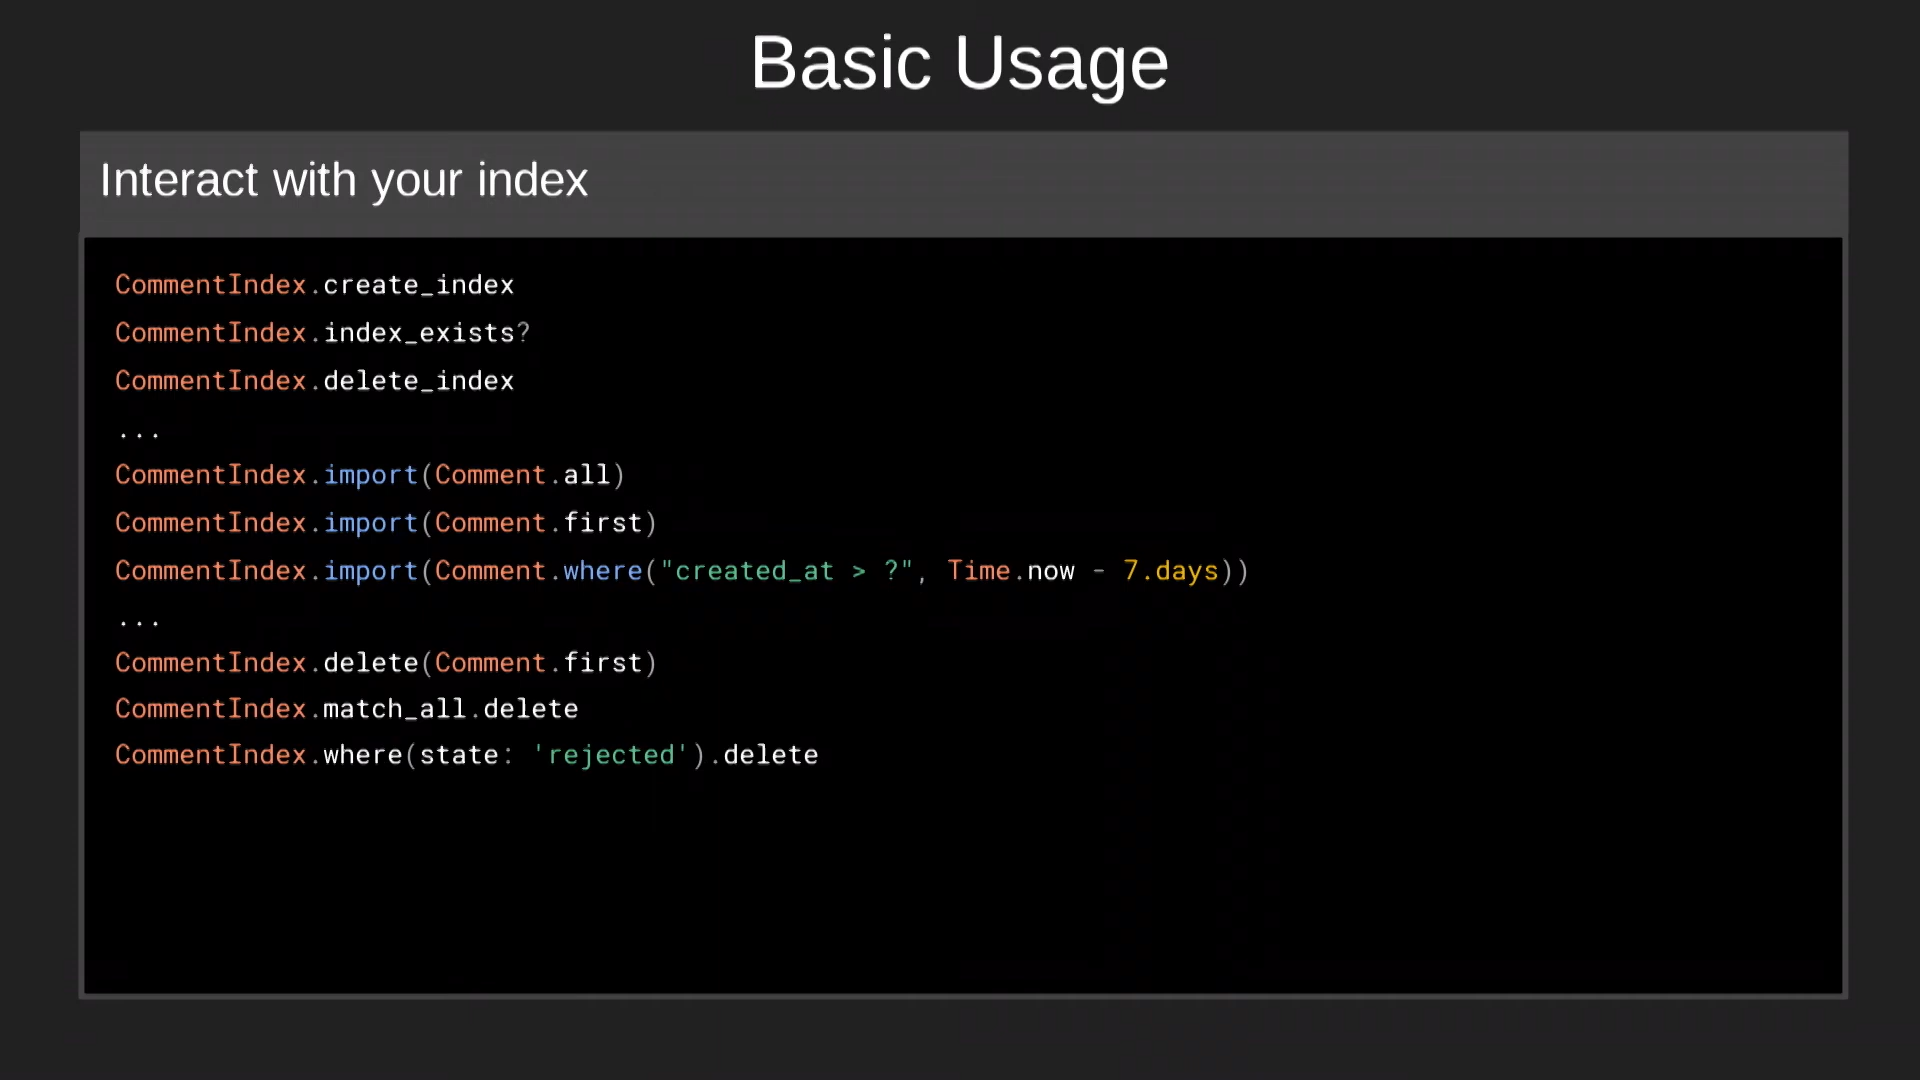 Basic Usage
Interact with your index
CommentIndex.create_index
CommentIndex.index_exists?
CommentIndex.delete_index
...
CommentIndex.import(Comment.all)
CommentIndex.import(Comment.first)
CommentIndex.import(Comment.where("created_at > ?", Time.now - 7.days))
...
CommentIndex.delete(Comment.first)
CommentIndex.match_all.delete
CommentIndex.where(state: 'rejected').delete